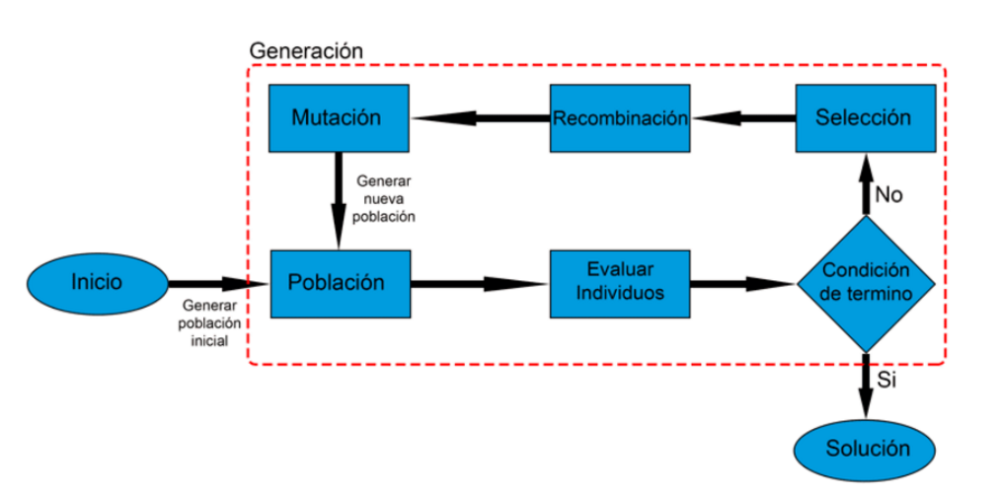 Generación
Mutación
Recombinación
Selección
Generar
nueva
población
No
Inicio
Generar
población
inicial
Población
Evaluar
Individuos
Condición
de termino
Si
Solución